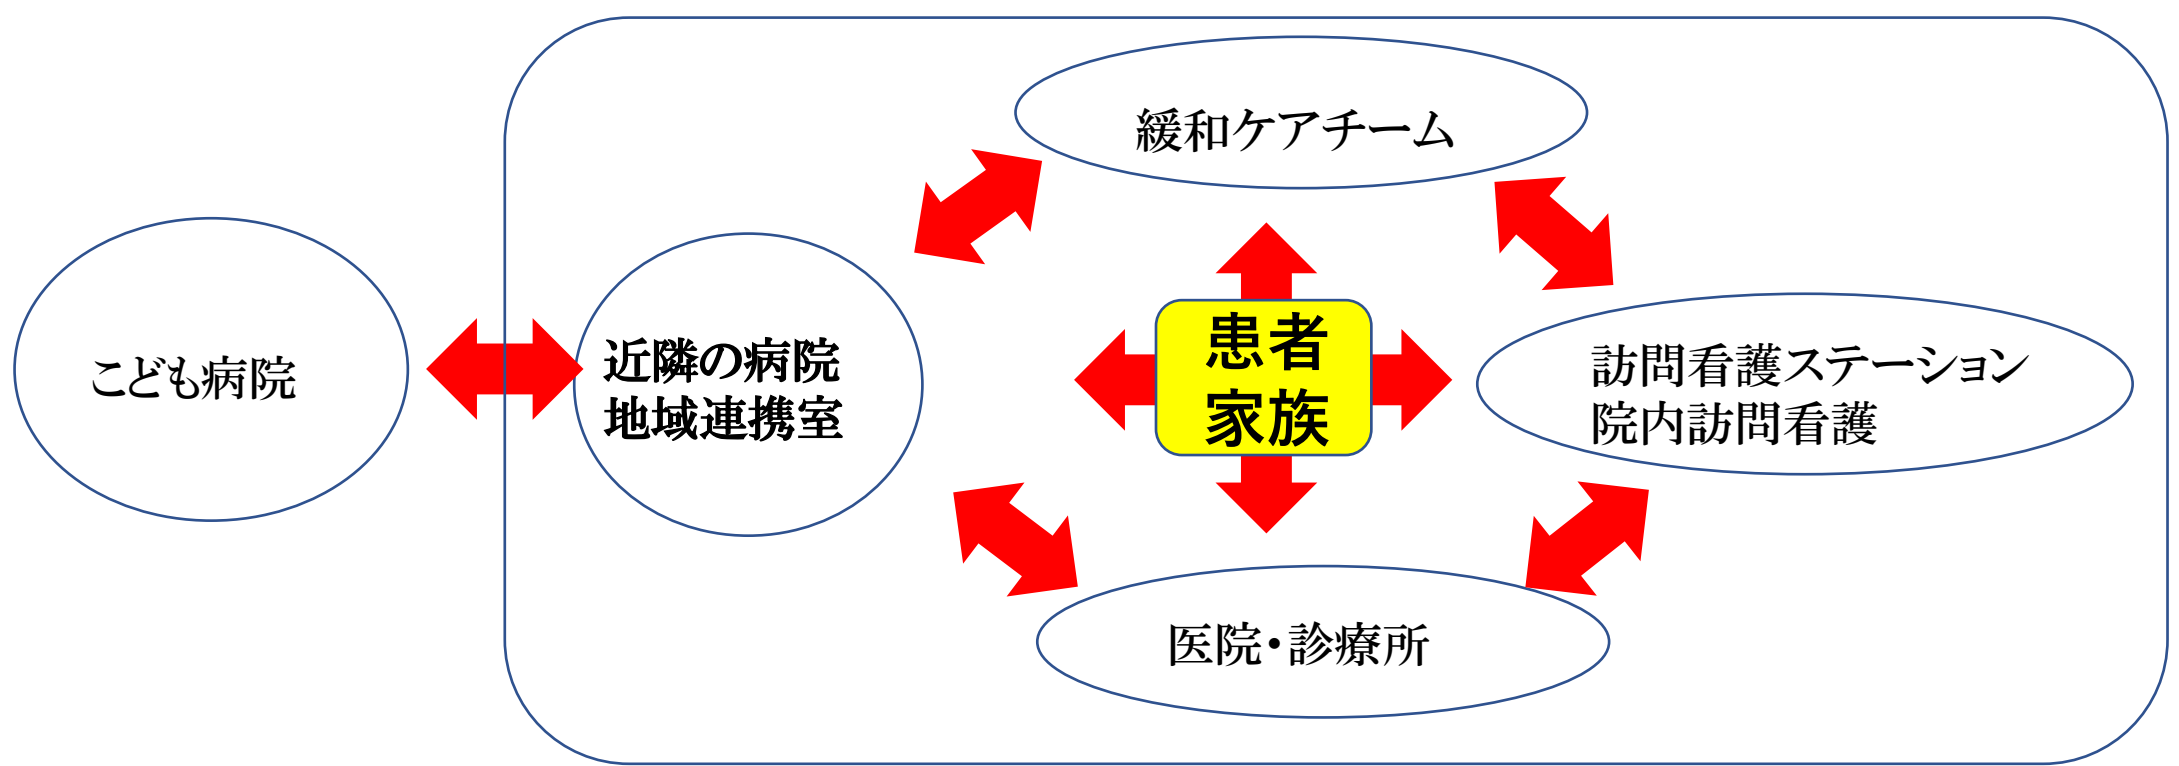 緩和ケアチーム
こども病院
近隣の病院
地域連携室
患者
家族
訪問看護ステーション
院内訪問看護
医院・診療所